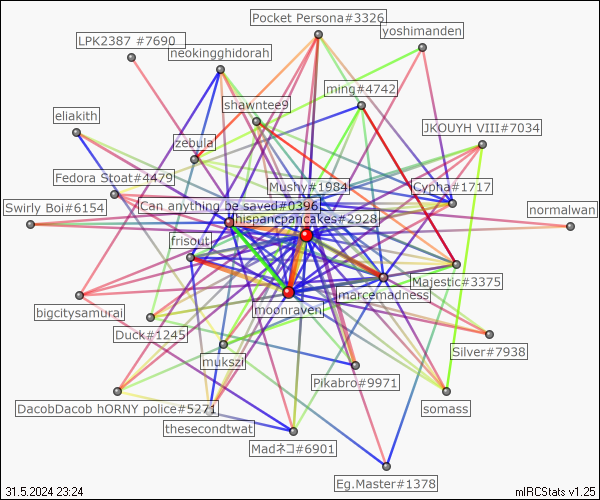 Pocket Persona#3326
yoshimanden
LPK2387 #7690
neokingghidorah
ming#4742
shawntee9
eliakith
JKOUYH VIII#7034
zebula
Fedora Stoat#4479
Mushy#1984
Cypha#1717
Swirly Boi#6154
Can anything be saved#0396
normalwan
hispancpancakes#2928
frisout
Majestic#3375
marcemadness
bigcitysamurai
moonraven
Duck#1245
Silver#7938
mukszi
Pikabro#9971
DacobDacob hORNY police#5271
somass
thesecondtwat
Madネコ#6901
Eg.Master#1378
31.5.2024 23:24
mIRCStats v1.25